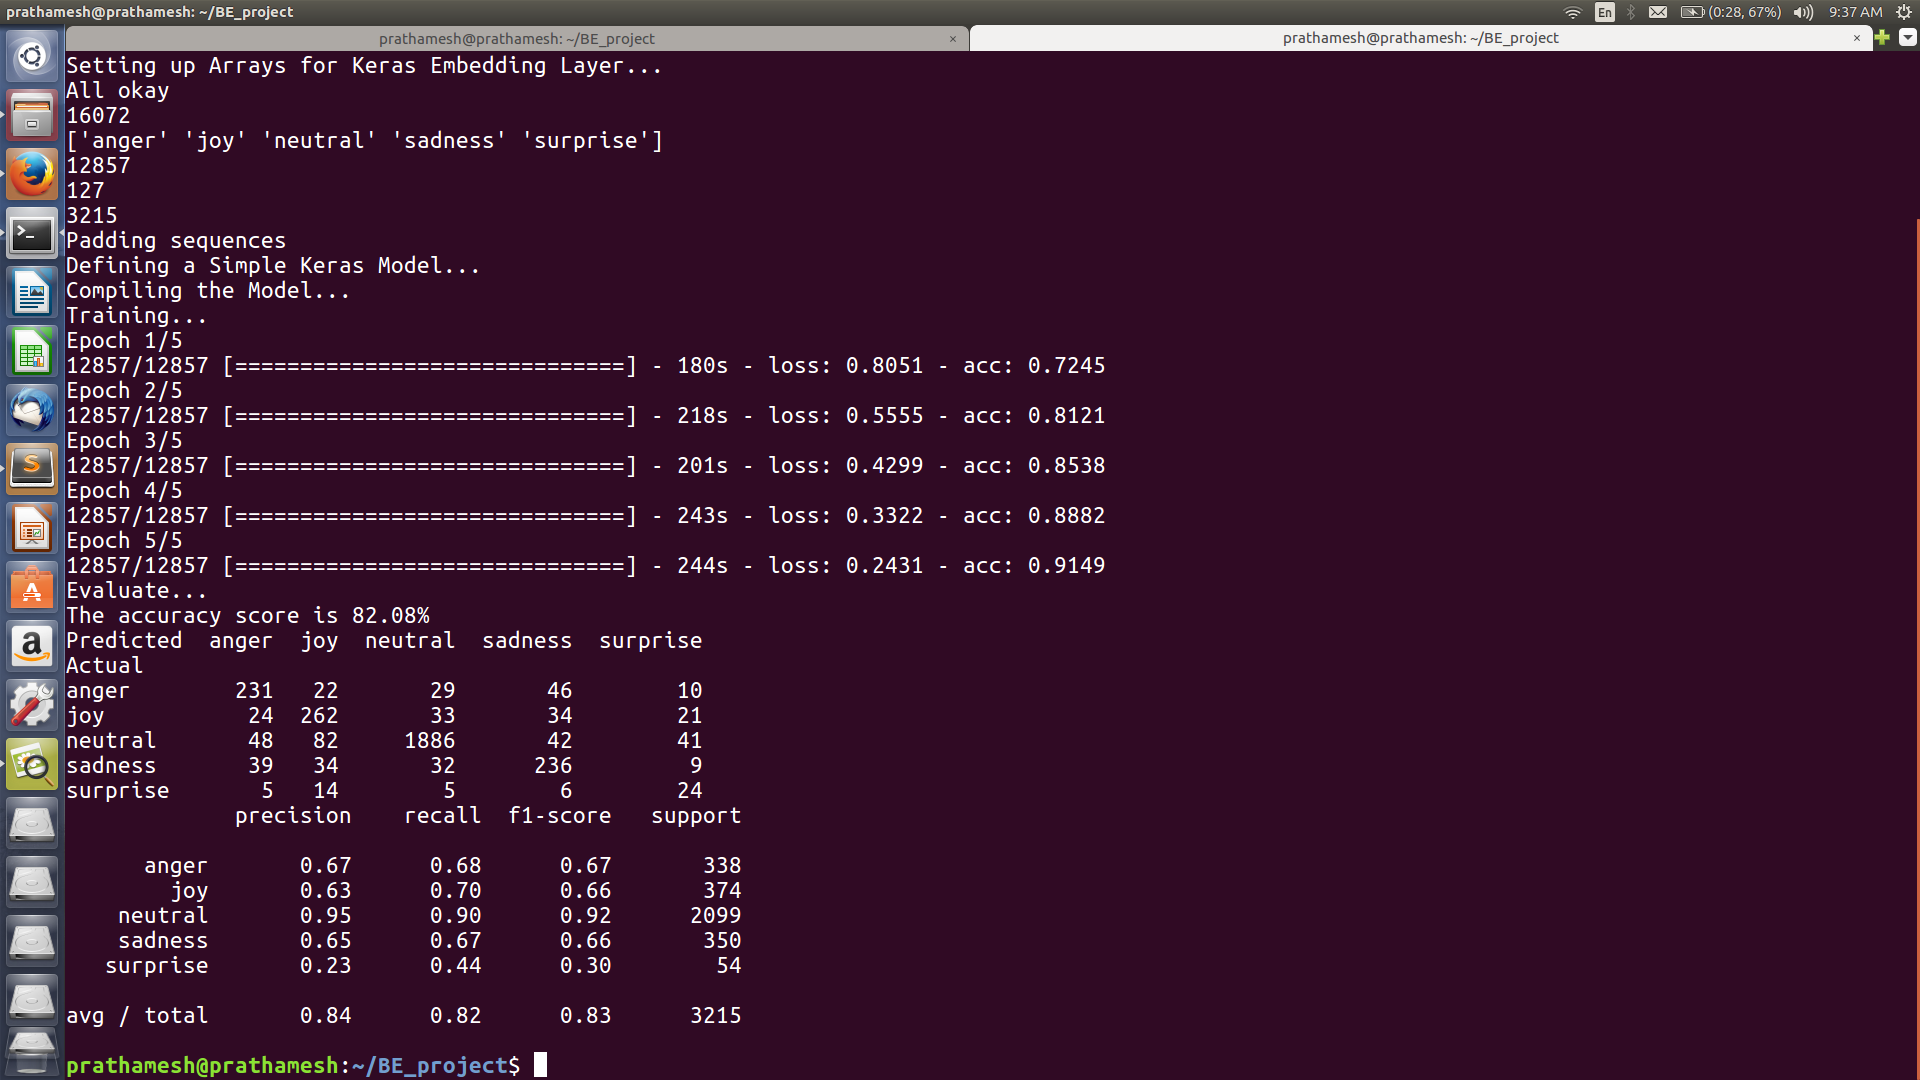 prathamesh@prathamesh: ~/BE_project
En
(0:28, 67%)
9:37 AM
prathamesh@prathamesh: ~/BE_project ×
prathamesh@prathamesh: ~/BE_project ×
Setting up Arrays for Keras Embedding Layer...
All okay
16072
['anger' 'joy' 'neutral' 'sadness' 'surprise']
12857
127
3215
Padding sequences
Defining a Simple Keras Model...
Compiling the Model...
Training...
Epoch 1/5
12857/12857 [==============================] - 180s - loss: 0.8051 - acc: 0.7245
Epoch 2/5
12857/12857 [==============================] - 218s - loss: 0.5555 - acc: 0.8121
Epoch 3/5
12857/12857 [==============================] - 201s - loss: 0.4299 - acc: 0.8538
Epoch 4/5
12857/12857 [==============================] - 243s - loss: 0.3322 - acc: 0.8882
Epoch 5/5
12857/12857 [==============================] - 244s - loss: 0.2431 - acc: 0.9149
Evaluate...
The accuracy score is 82.08%
Predicted  anger  joy  neutral  sadness  surprise
Actual
anger        231   22       29       46        10
joy           24  262       33       34        21
neutral       48   82     1886       42        41
sadness       39   34       32      236         9
surprise       5   14        5        6        24
             precision    recall  f1-score   support

      anger       0.67      0.68      0.67       338
        joy       0.63      0.70      0.66       374
    neutral       0.95      0.90      0.92      2099
    sadness       0.65      0.67      0.66       350
   surprise       0.23      0.44      0.30        54

avg / total       0.84      0.82      0.83      3215

prathamesh@prathamesh:~/BE_project$